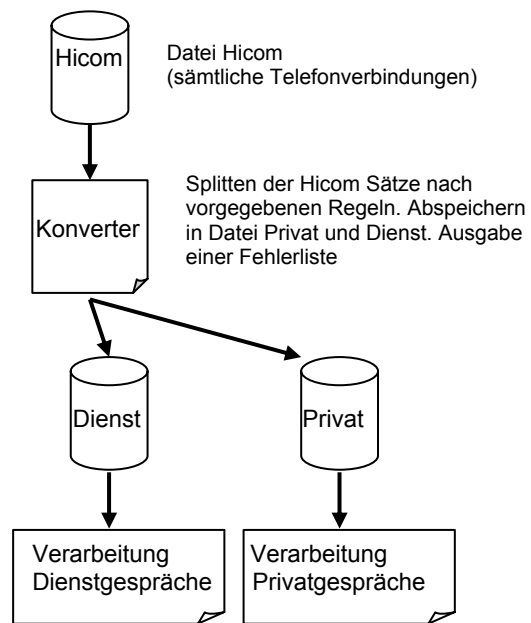 Hicom
Datei Hicom
(sämtliche Telefonverbindungen)
Konverter
Splitten der Hicom Sätze nach
vorgegebenen Regeln. Abspeichern
in Datei Privat und Dienst. Ausgabe
einer Fehlerliste
Dienst
Privat
Verarbeitung
Dienstgespräche
Verarbeitung
Privatgespräche